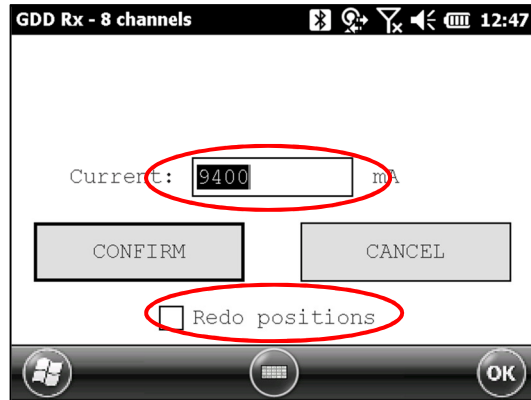 GDD Rx - 8 channels 12:47
Current: 9400 mA
CONFIRM CANCEL
Redo positions
OK